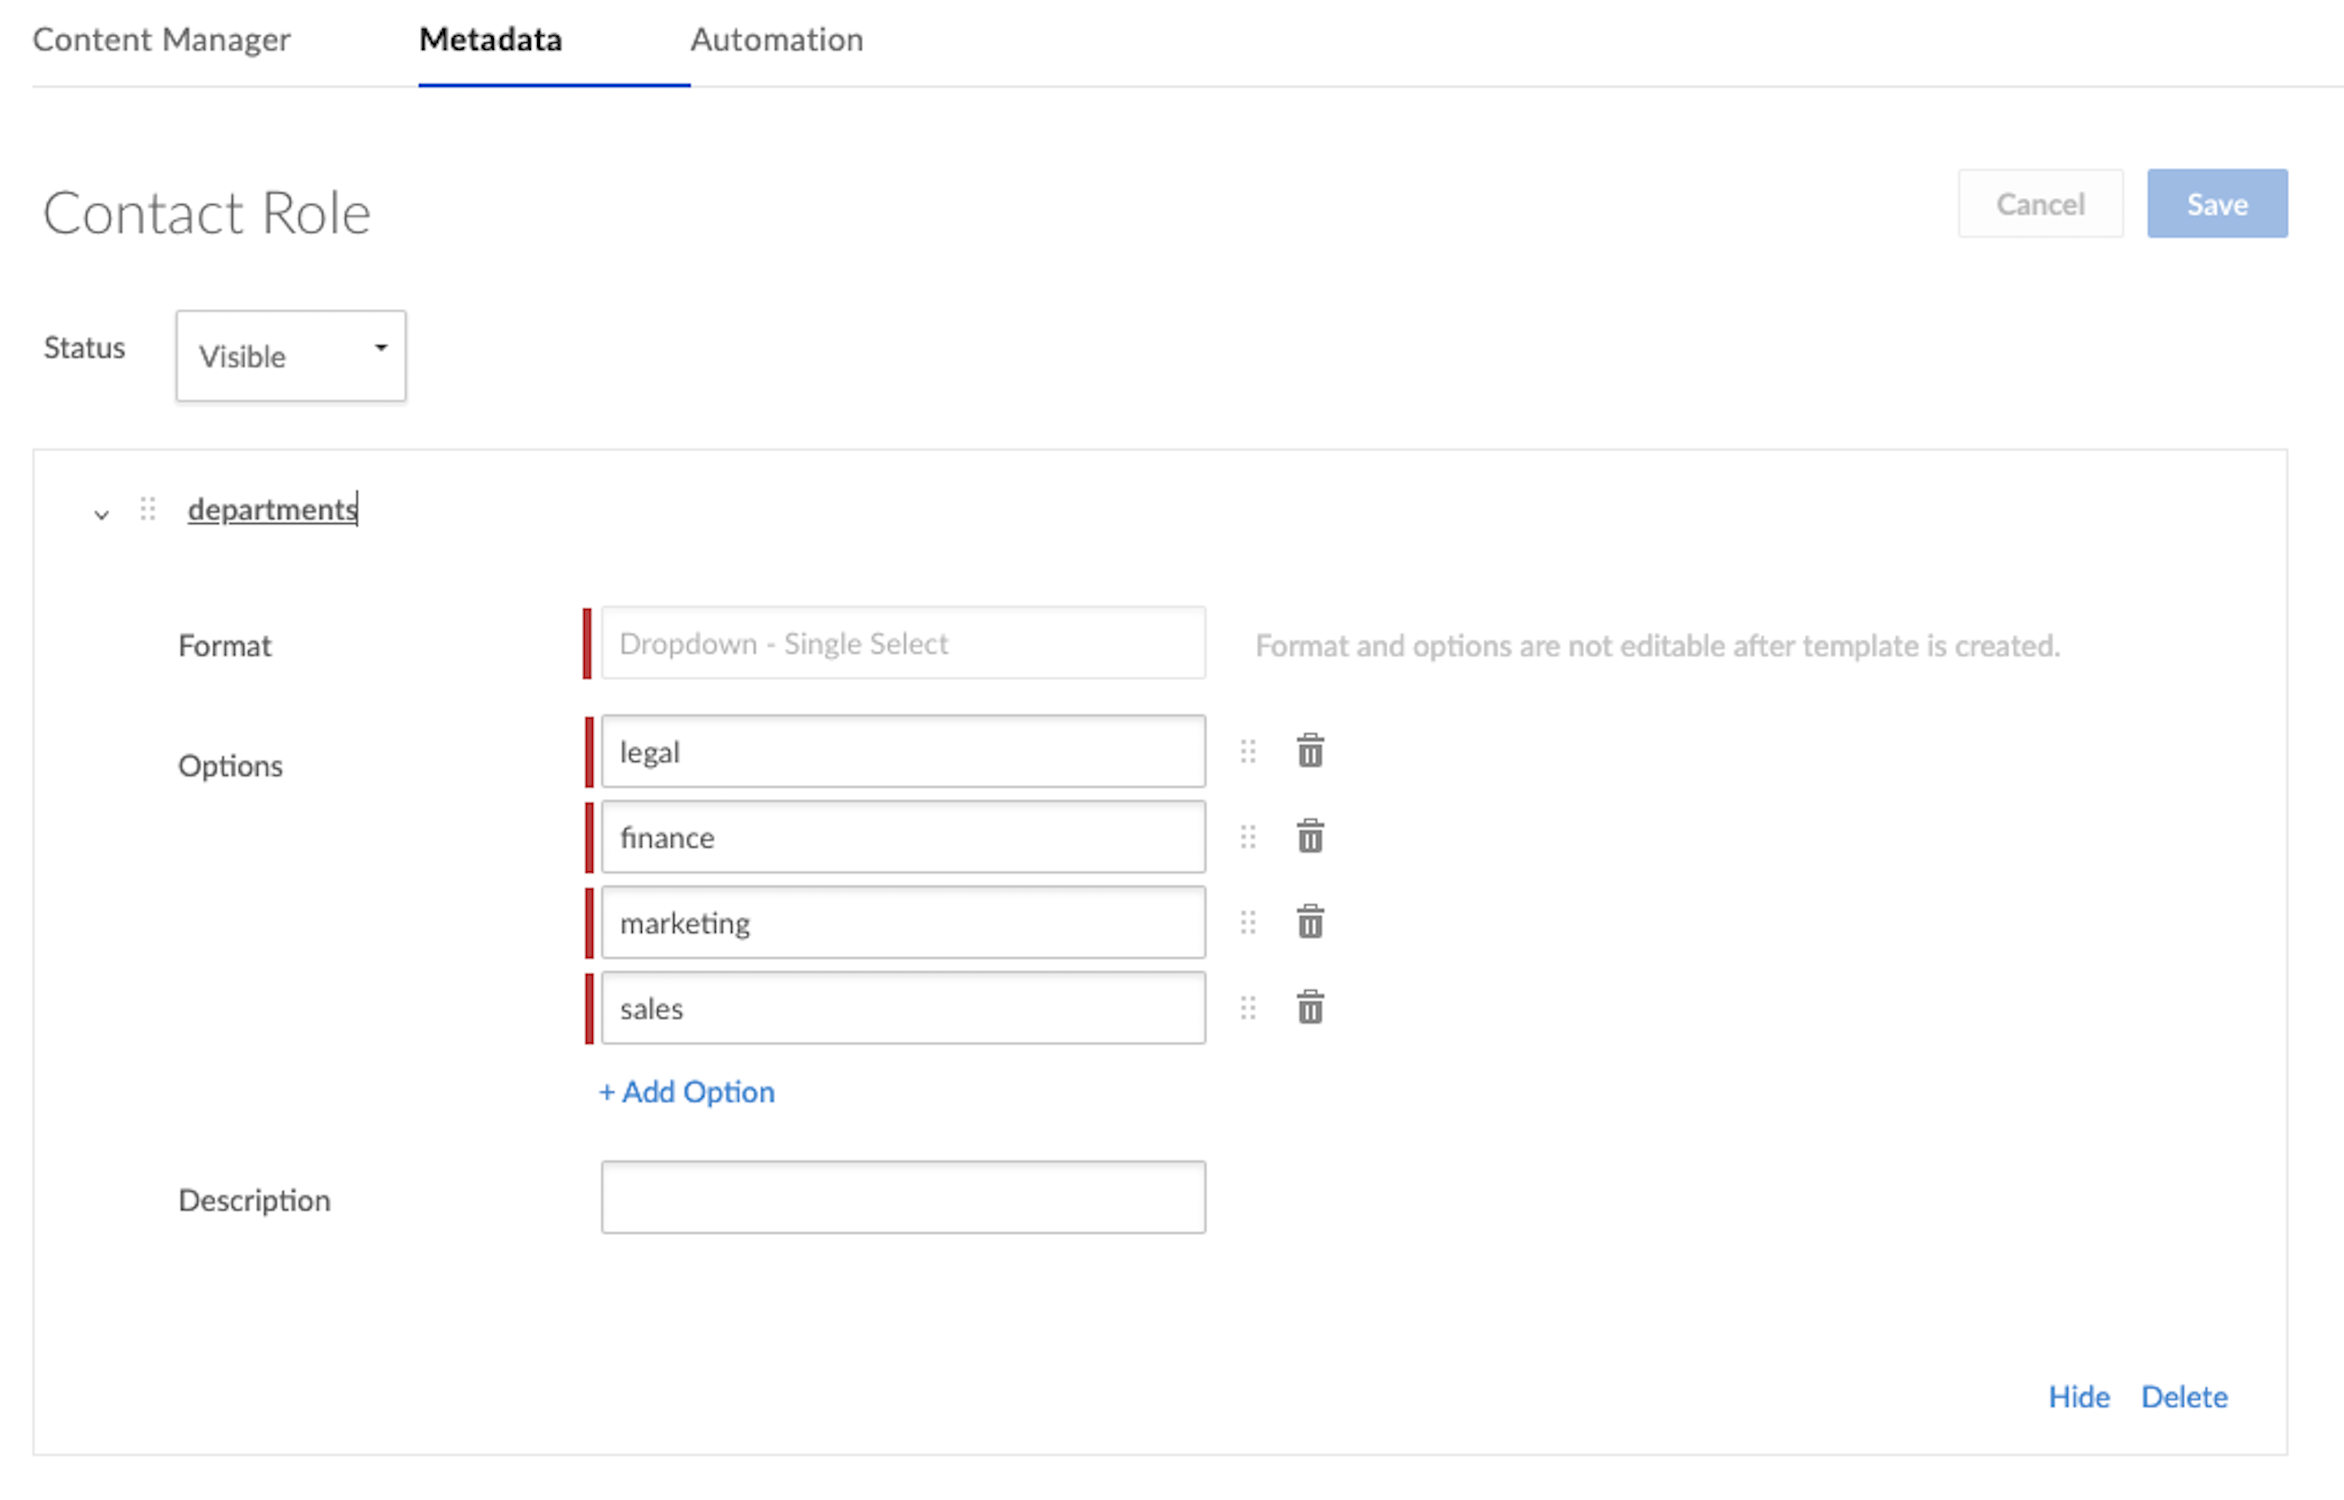 Content Manager Metadata Automation
Contact Role
Cancel Save
Status Visible
departments
Format Dropdown - Single Select Format and options are not editable after template is created.
Options legal
finance
marketing
sales
+ Add Option
Description
Hide Delete